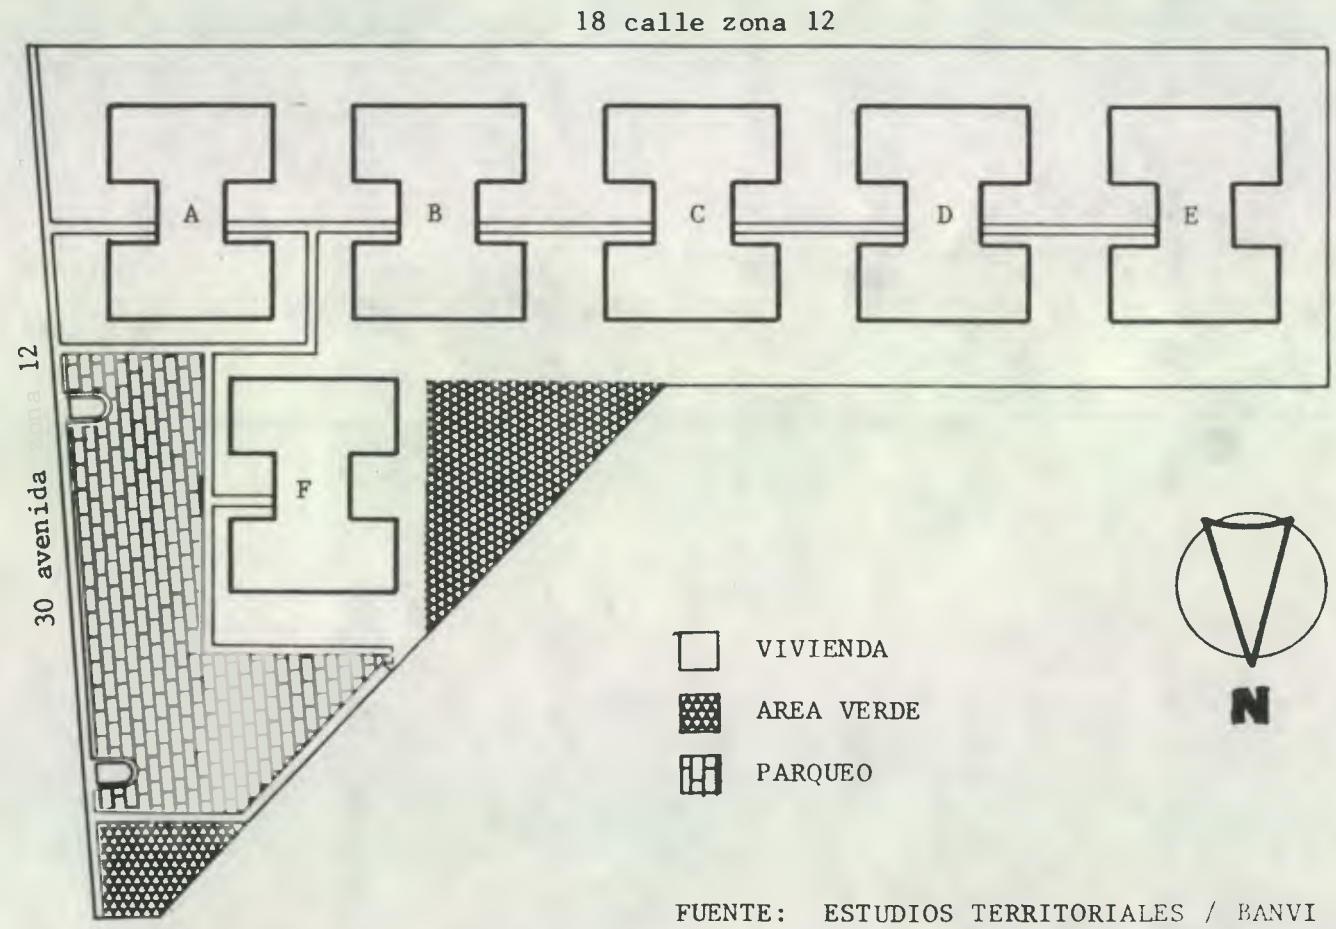 18 calle zona 12
A
B
C
D
E
30 avenida zona 12
F
VIVIENDA
AREA VERDE
PARQUEO
N
FUENTE: ESTUDIOS TERRITORIALES / BANVI